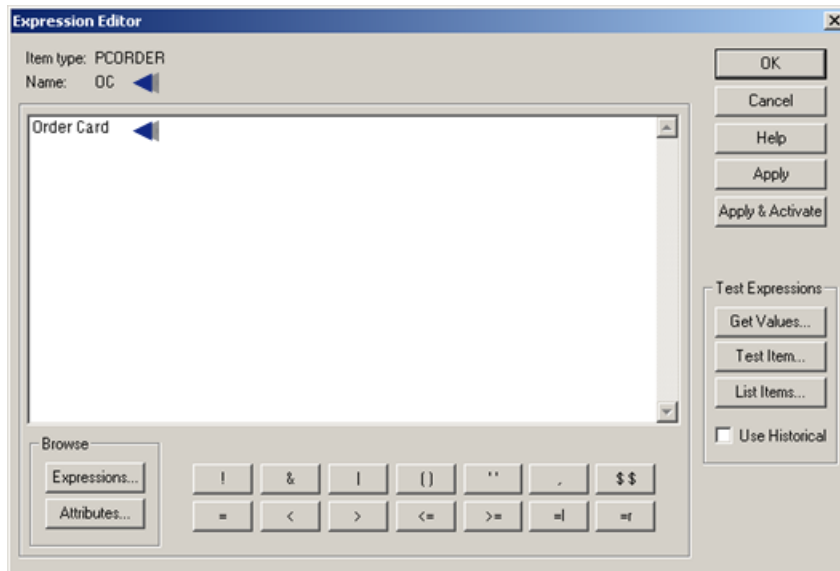 Expression Editor
Item type: PCORDER
Name: OC
Order Card
OK
Cancel
Help
Apply
Apply & Activate
Test Expressions
Get Values...
Test Item...
List Items...
Use Historical
Browse
Expressions...
Attributes...
! & | () '' , $$
= < > <= >= =l =r